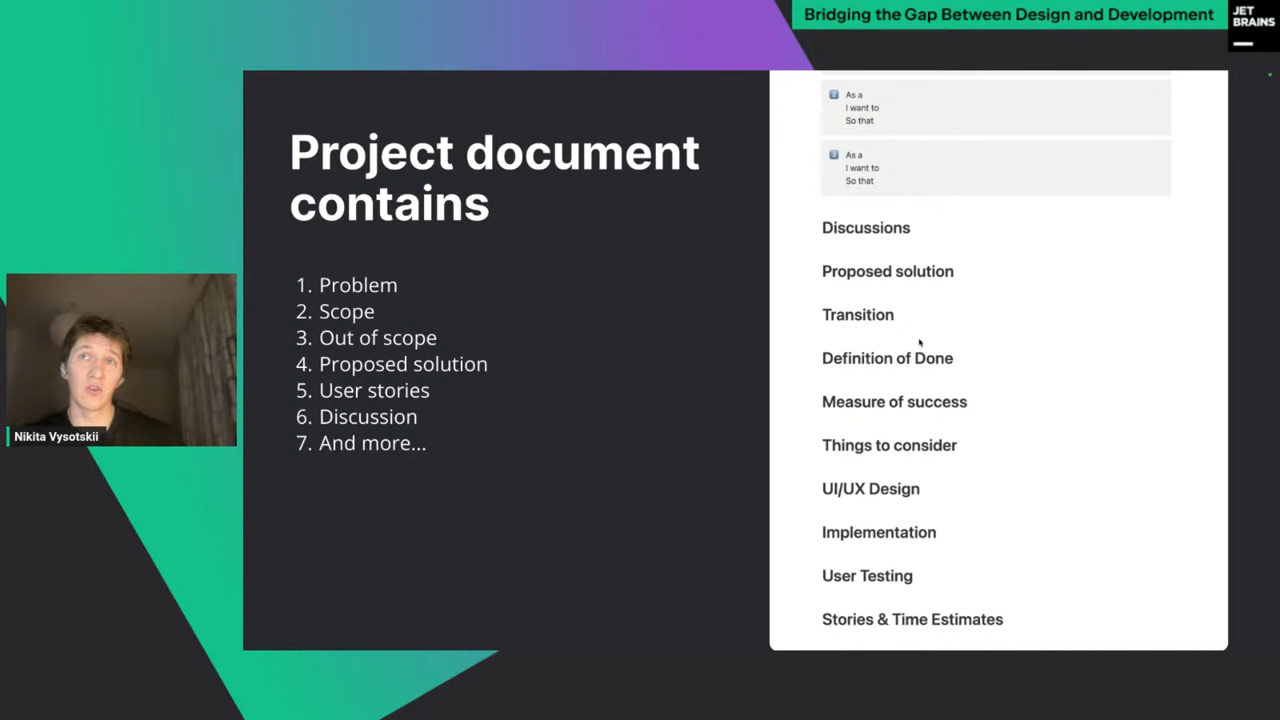 Bridging the Gap Between Design and Development
JET
BRAINS
Project document
contains
1. Problem
2. Scope
3. Out of scope
4. Proposed solution
5. User stories
6. Discussion
7. And more...
Nikita Vysotskii
2
As a
I want to
So that
3
As a
I want to
So that
Discussions
Proposed solution
Transition
Definition of Done
Measure of success
Things to consider
UI/UX Design
Implementation
User Testing
Stories & Time Estimates